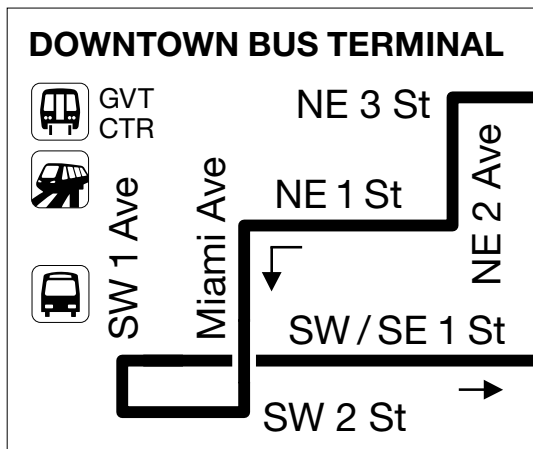 DOWNTOWN BUS TERMINAL
GVT
CTR
NE 3 St
NE 1 St
NE 2 Ave
SW 1 Ave
Miami Ave
SW / SE 1 St
SW 2 St